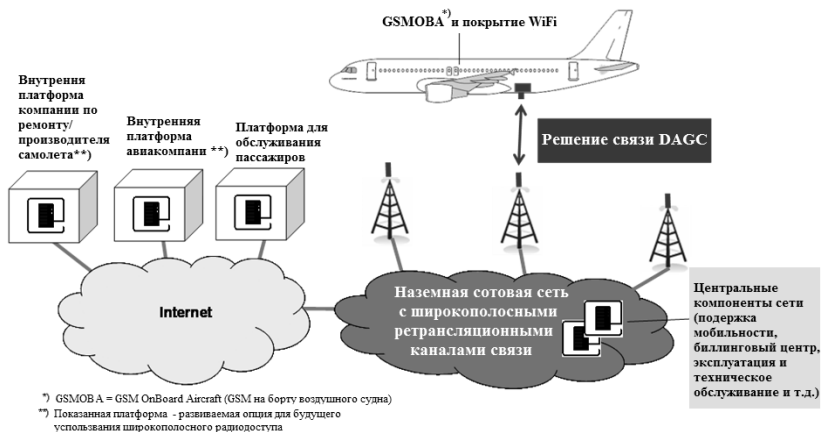 GSMOBA*) и покрытие WiFi
Внутрення
платформа
компании по
ремонту/
производителя
самолета**)
Внутренняя
платформа
авиакомпани **)
Платформа для
обслуживания
пассажиров
Решение связи DAGC
Internet
Наземная сотовая сеть
с широкополосными
ретрансляционными
каналами связи
Центральные
компоненты сети
(подержка
мобильности,
биллинговый центр,
эксплуатация и
техническое
обслуживание и т.д.)
*) GSMOBA = GSM OnBoard Aircraft (GSM на борту воздушного судна)
**) Показанная платформа - развиваемая опция для будущего
успользвания широкополосного радиодоступа